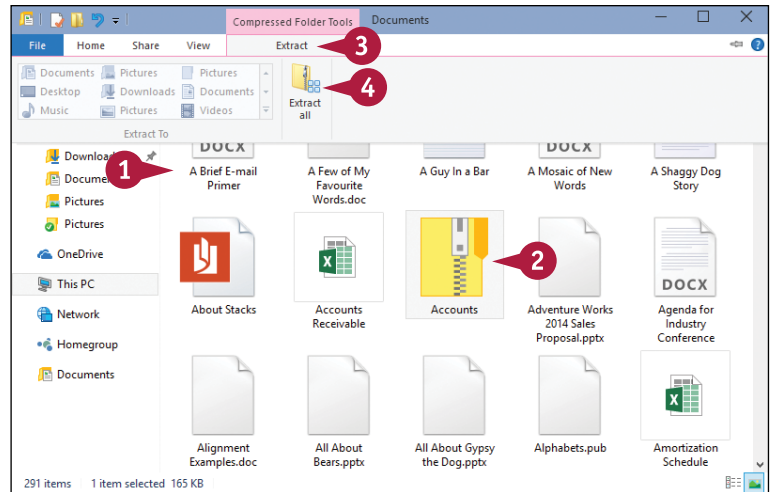 Compressed Folder Tools Documents
File Home Share View Extract
3
Documents Pictures Pictures
Desktop Downloads Documents
Music Pictures Videos
Extract To
Extract
all
4
Documen
Pictures
Pictures
OneDrive
This PC
Network
Homegroup
Documents
1
DOCX
A Brief E-mail
Primer
A Few of My
Favourite
Words.doc
A Guy In a Bar
DOCX
A Mosaic of New
Words
A Shaggy Dog
Story
About Stacks
Accounts
Receivable
Accounts
2
Adventure Works
2014 Sales
Proposal.pptx
DOCX
Agenda for
Industry
Conference
Alignment
Examples.doc
All About
Bears.pptx
All About Gypsy
the Dog.pptx
Alphabets.pub
Amortization
Schedule
291 items 1 item selected 165 KB